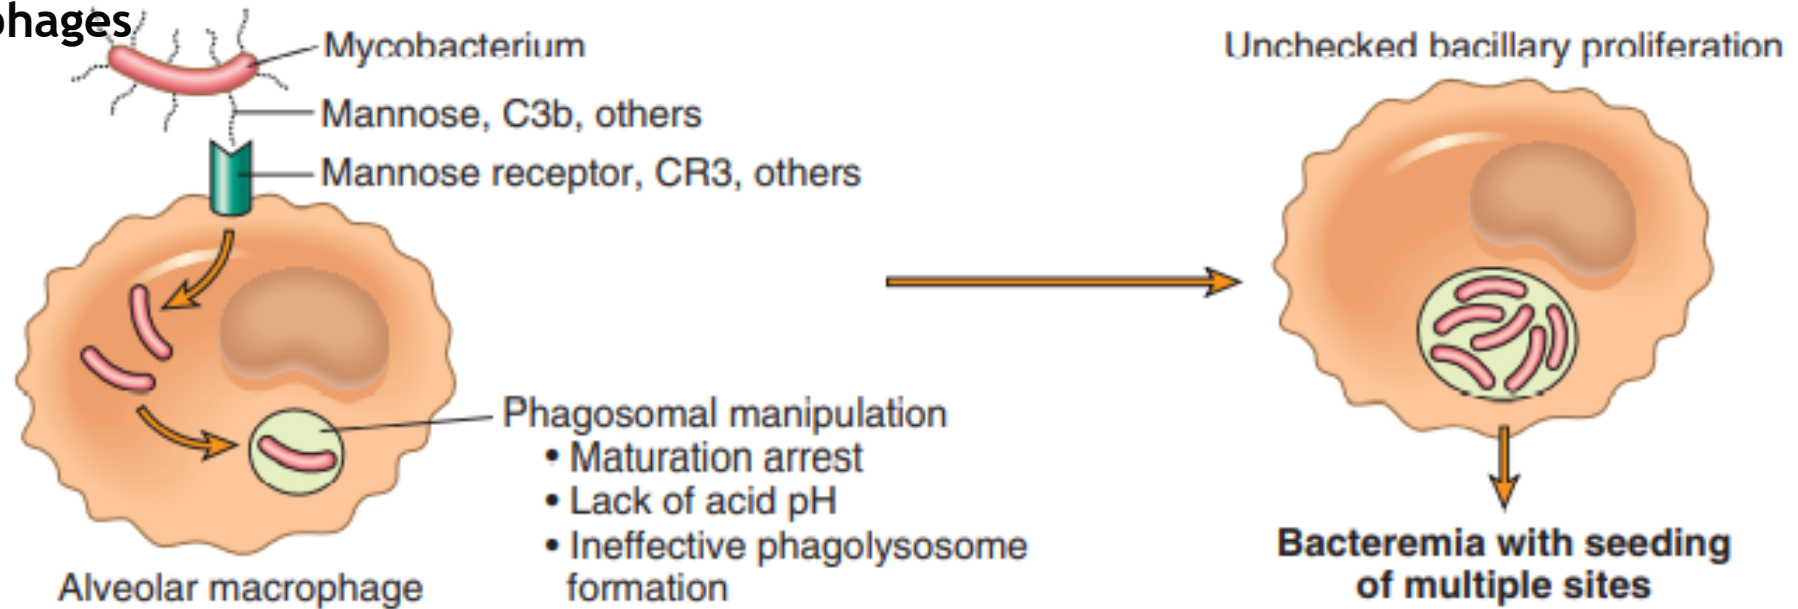 phages
Mycobacterium
Mannose, C3b, others
Mannose receptor, CR3, others
Phagosomal manipulation
• Maturation arrest
• Lack of acid pH
• Ineffective phagolysosome
formation
Alveolar macrophage
Unchecked bacillary proliferation
Bacteremia with seeding
of multiple sites